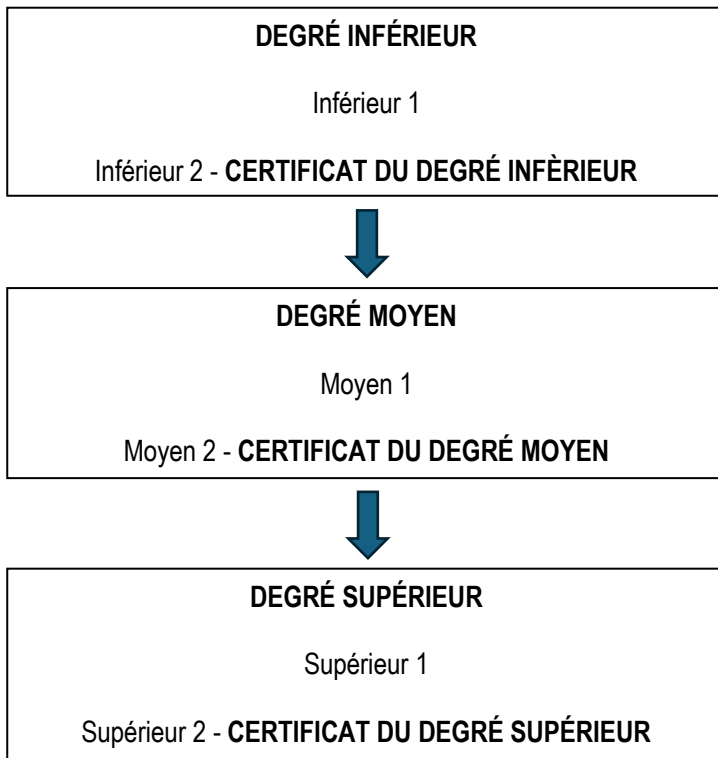 DEGRÉ INFÉRIEUR
Inférieur 1
Inférieur 2 - CERTIFICAT DU DEGRÉ INFÈRIEUR
DEGRÉ MOYEN
Moyen 1
Moyen 2 - CERTIFICAT DU DEGRÉ MOYEN
DEGRÉ SUPÉRIEUR
Supérieur 1
Supérieur 2 - CERTIFICAT DU DEGRÉ SUPÉRIEUR